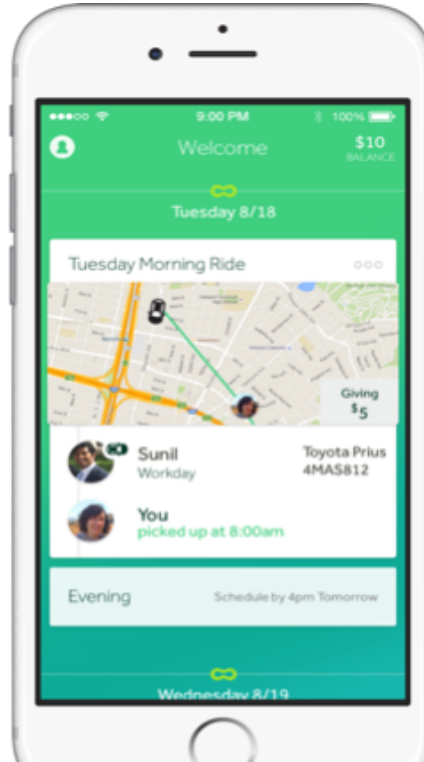 9:00 PM
100%
Welcome
$10
BALANCE
Tuesday 8/18
Tuesday Morning Ride
Giving
$5
Sunil
Toyota Prius
Workday
4MAS812
You
picked up at 8:00am
Evening
Schedule by 4pm Tomorrow
Wednesday 8/19